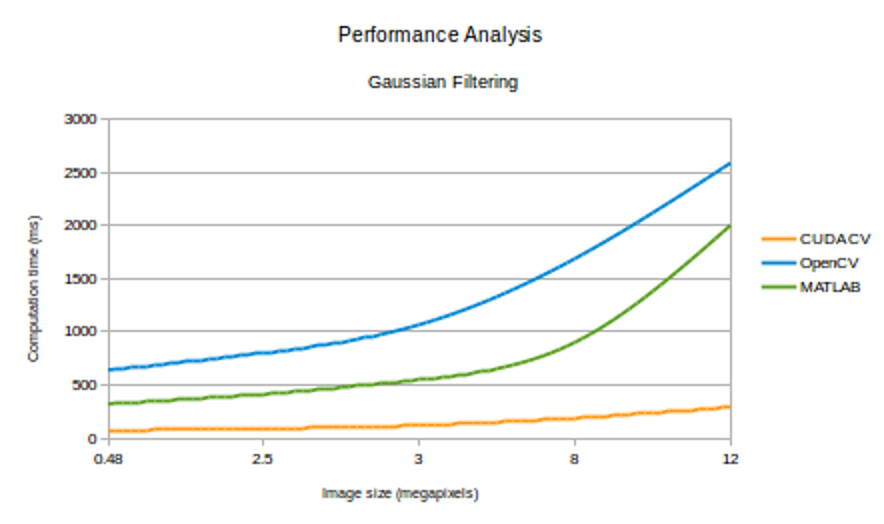 Performance Analysis
Gaussian Filtering
3000
2500
2000
1500
1000
500
0
Computation time (ms)
0.48 2.5 3 8 12
Image size (megapixels)
CUDACV
OpenCV
MATLAB